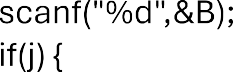 scanf("%d",&B);
if(j) {